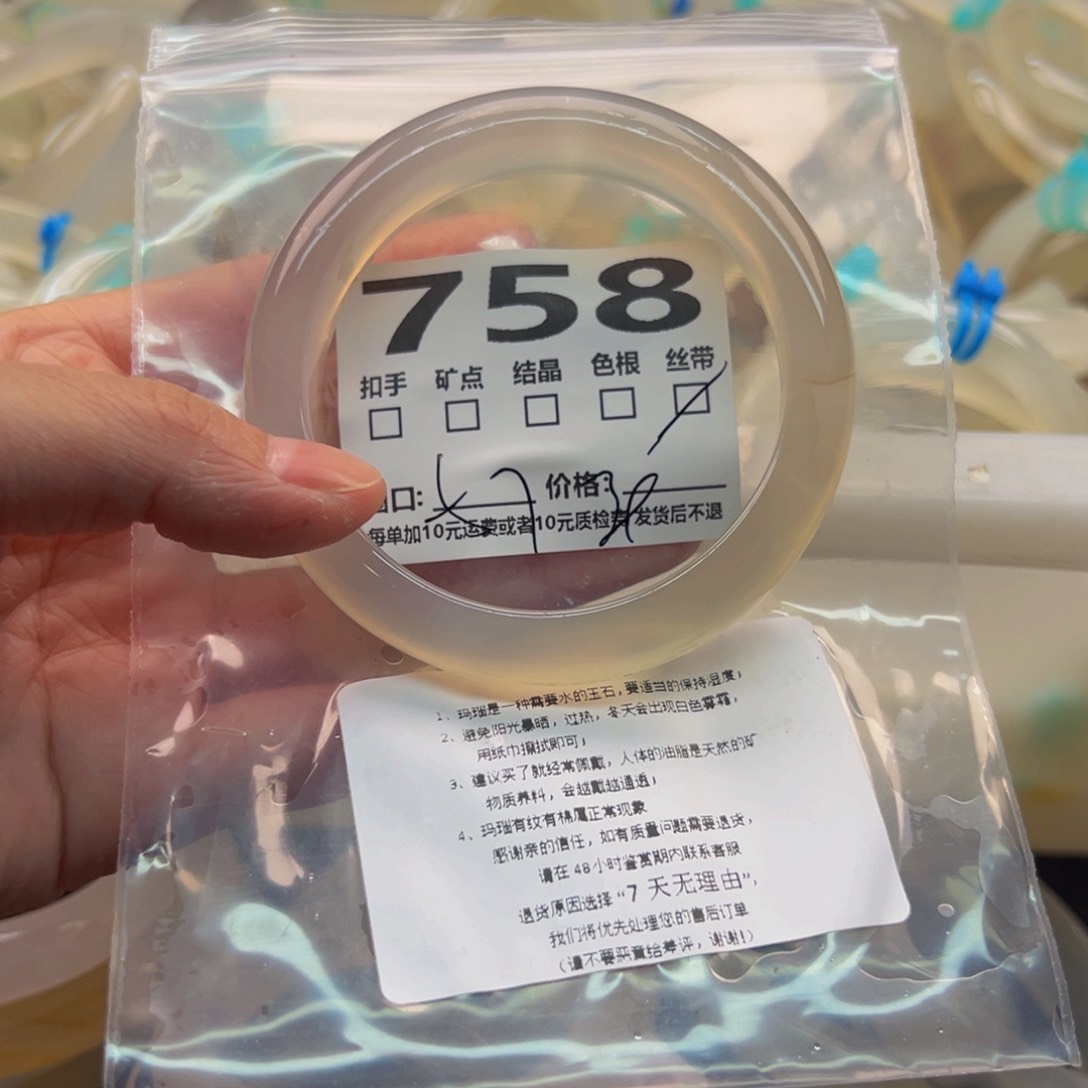 758
扣手 矿点 结晶 色根 丝带
口: 57 价格:
每单加10元运费或者10元质检费 发货后不退
1、玛瑙是一种需要水的玉石,要适当的保持湿度;
2、避免阳光暴晒,过热,冬天会出现白色雾霜,
用纸巾擦拭即可;
3、建议买了就经常佩戴,人体的油脂是天然的矿
物质养料,会越戴越通透;
4、玛瑙有纹有棉属正常现象
感谢亲的信任,如有质量问题需要退货,
请在 48 小时鉴赏期内联系客服
退货原因选择“7 天无理由”,
我们将优先处理您的售后订单
(请不要恶意给差评,谢谢!)